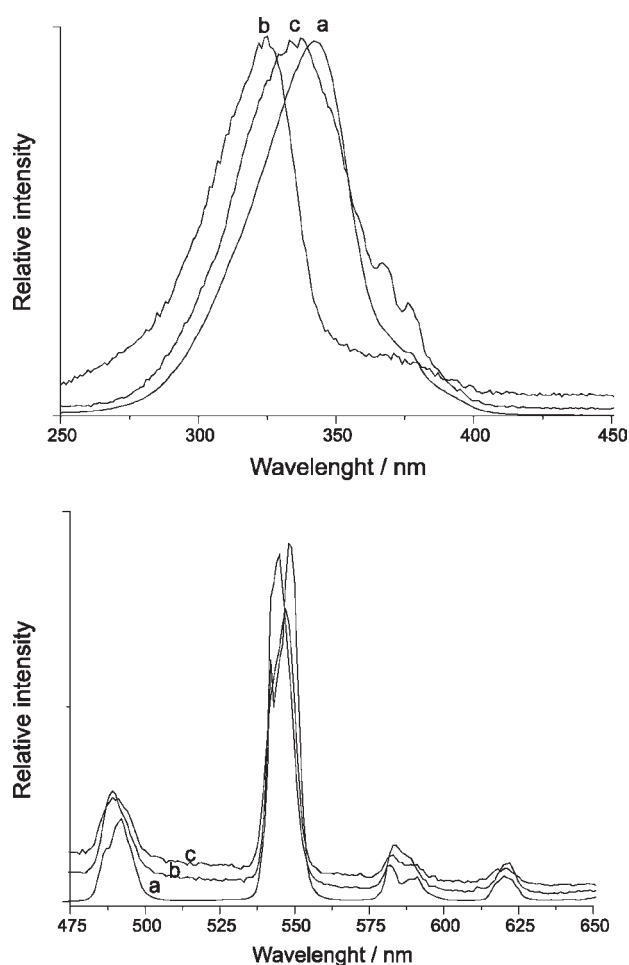 b c a
Relative intensity
250 300 350 400 450
Wavelenght / nm
Relative intensity
c
b
a
475 500 525 550 575 600 625 650
Wavelenght / nm